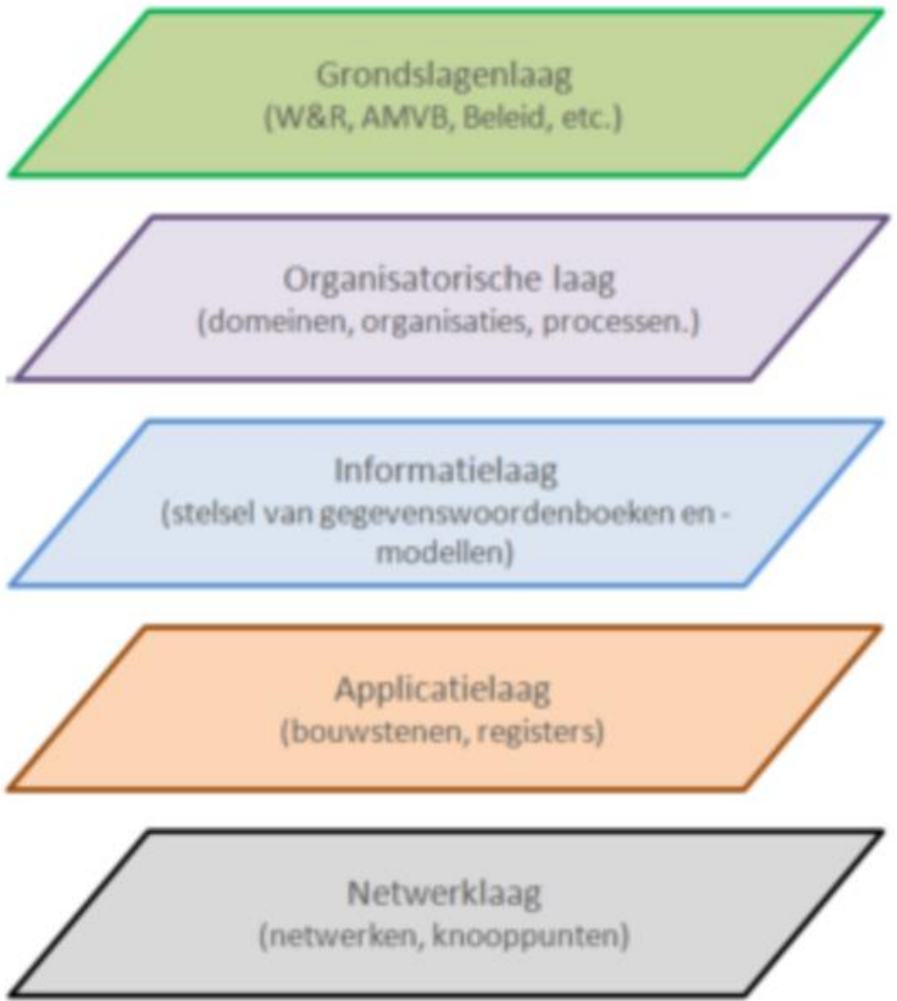 Grondslagenlaag
(W&R, AMVB, Beleid, etc.)
Organisatorische laag
(domeinen, organisaties, processen.)
Informatielaag
(stelsel van gegevenswoordenboeken en -
modellen)
Applicatielaag
(bouwstenen, registers)
Netwerklaag
(netwerken, knooppunten)